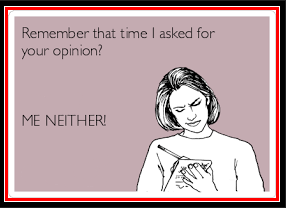 Remember that time I asked for
your opinion?
ME NEITHER!